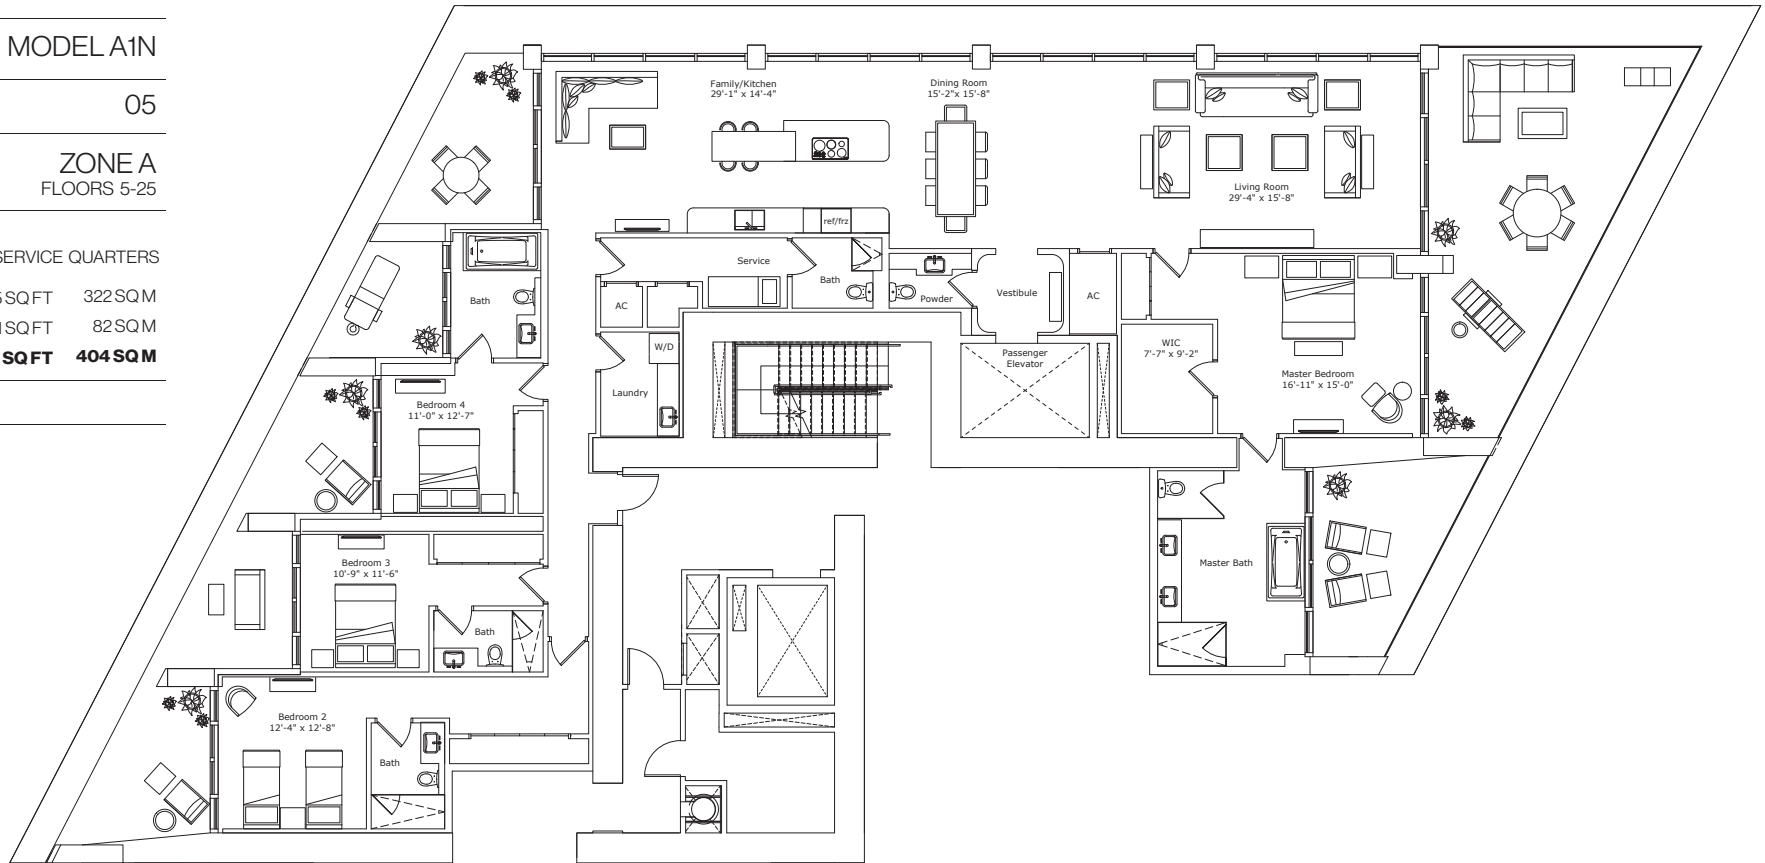 MODEL A1N
05
ZONE A
FLOORS 5-25
SERVICE QUARTERS
SQ FT 322 SQ M
SQ FT 82 SQ M
SQ FT 404 SQ M
Family/Kitchen
29'-1" x 14'-4"
Dining Room
15'-2"x 15'-8"
Living Room
29'-4" x 15'-8"
ref/frz
Service
Bath
Powder
Vestibule
AC
AC
Bath
W/D
Laundry
Passenger
Elevator
WIC
7'-7" x 9'-2"
Master Bedroom
16'-11" x 15'-0"
Bedroom 4
11'-0" x 12'-7"
Master Bath
Bedroom 3
10'-9" x 11'-6"
Bath
Bedroom 2
12'-4" x 12'-8"
Bath